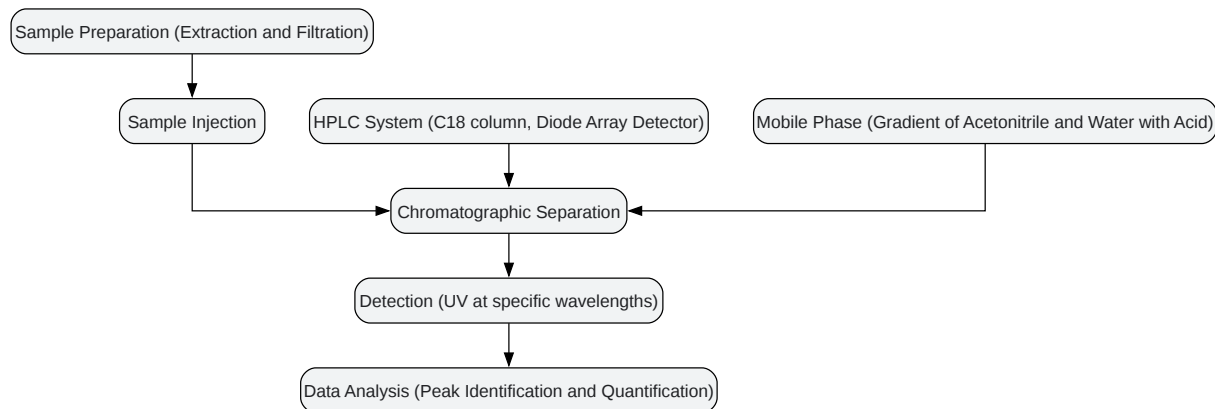 Sample Preparation (Extraction and Filtration)
Sample Injection
HPLC System (C18 column, Diode Array Detector)
Mobile Phase (Gradient of Acetonitrile and Water with Acid)
Chromatographic Separation
Detection (UV at specific wavelengths)
Data Analysis (Peak Identification and Quantification)